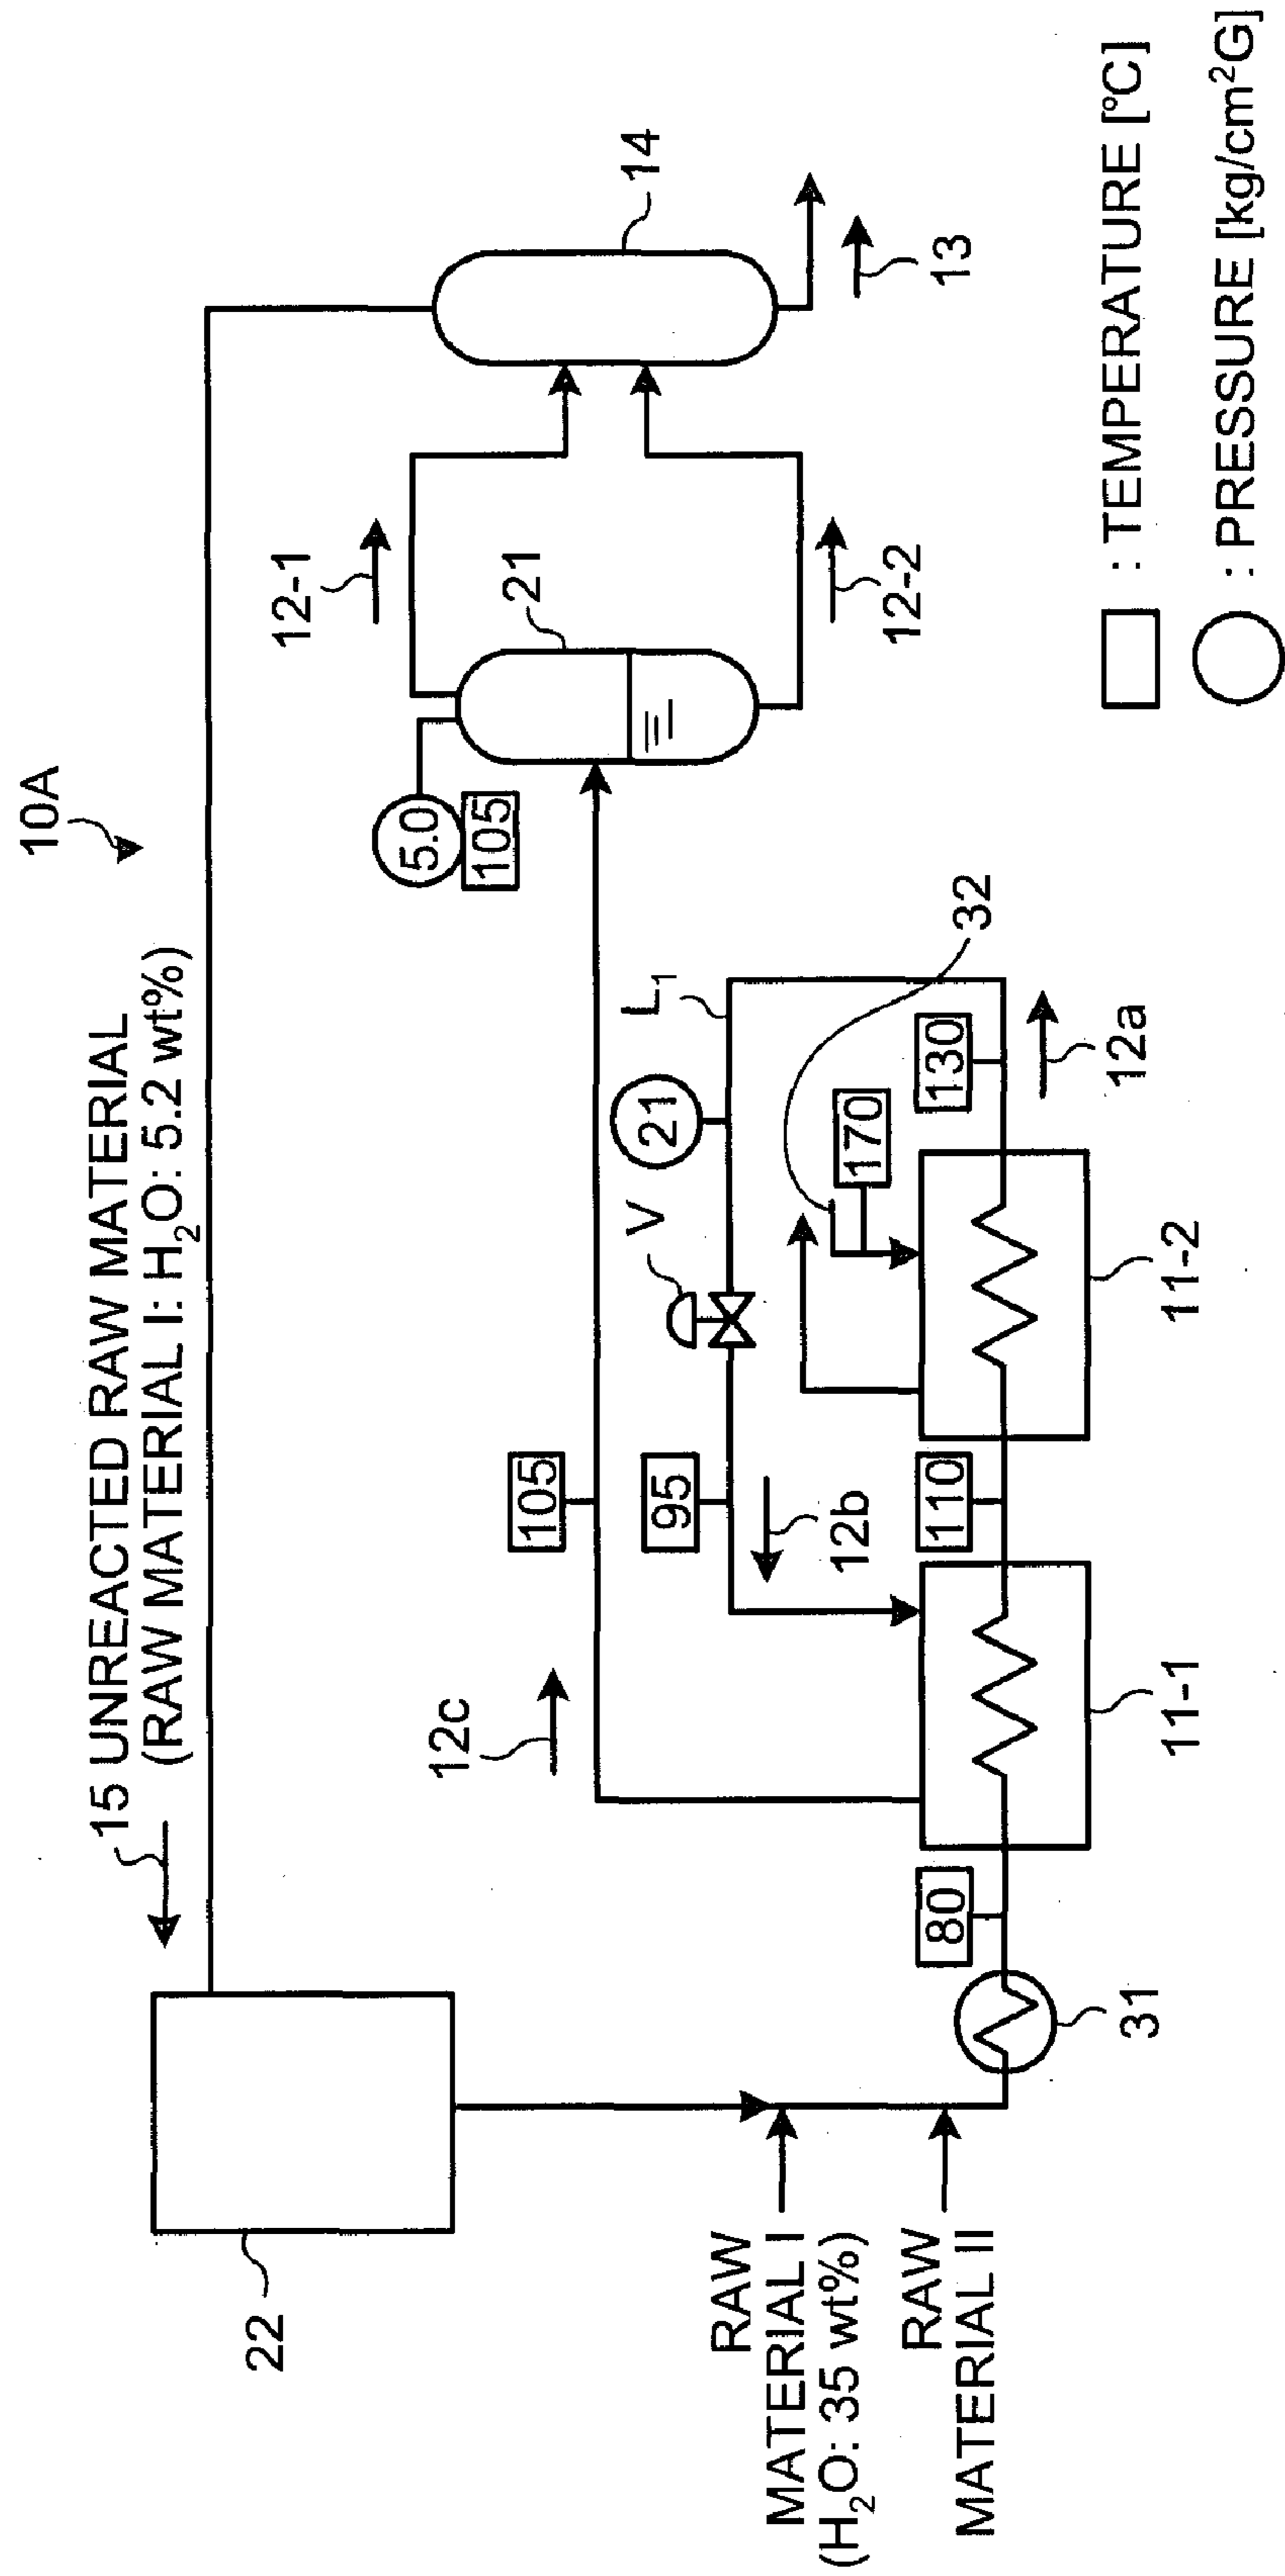 10A
15 UNREACTED RAW MATERIAL
(RAW MATERIAL I: H₂O: 5.2 wt%)
22
12-1
12-2
21
14
13
5.0
105
12c
105
V
21
L₁
95
12b
170
32
80
110
130
12a
31
11-1
11-2
RAW
MATERIAL I
(H₂O: 35 wt%)
RAW
MATERIAL II
: TEMPERATURE [°C]
: PRESSURE [kg/cm²G]